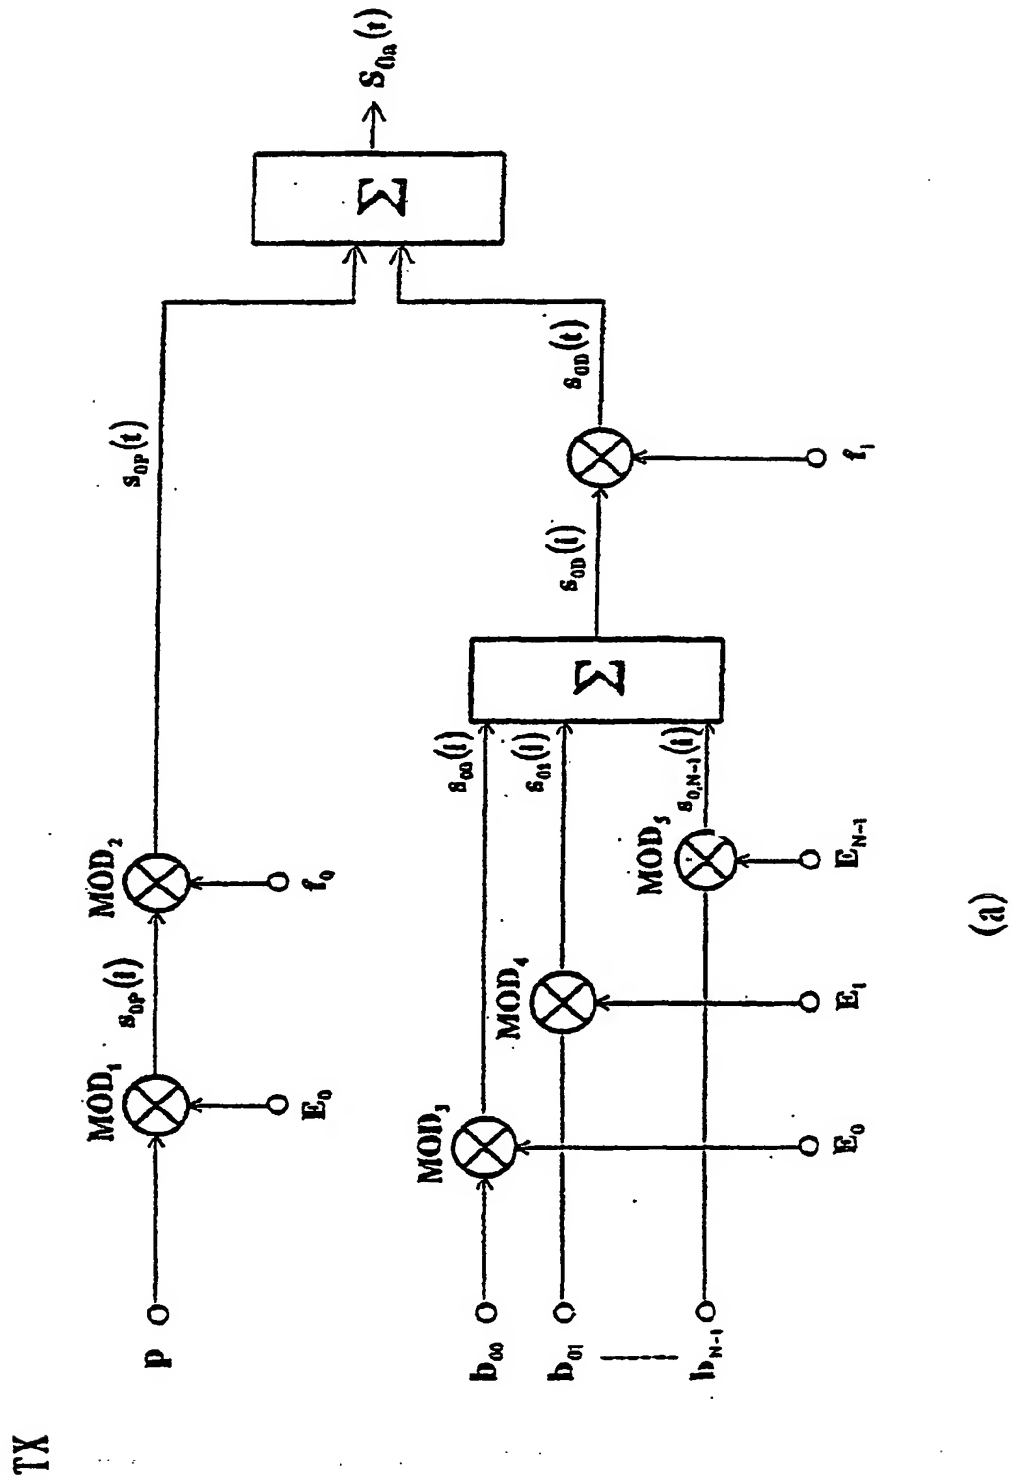 TX
p
MOD₁
E₀
s₀P(i)
MOD₂
f₀
s₀P(t)
b₀₀
b₀₁
bN-1
MOD₃
E₀
MOD₄
E₁
MOD₅
EN-1
s₀₀(i)
s₀₁(i)
s₀,N-1(i)
Σ
s₀D(i)
f₁
s₀D(t)
Σ
S₀a(t)
(a)